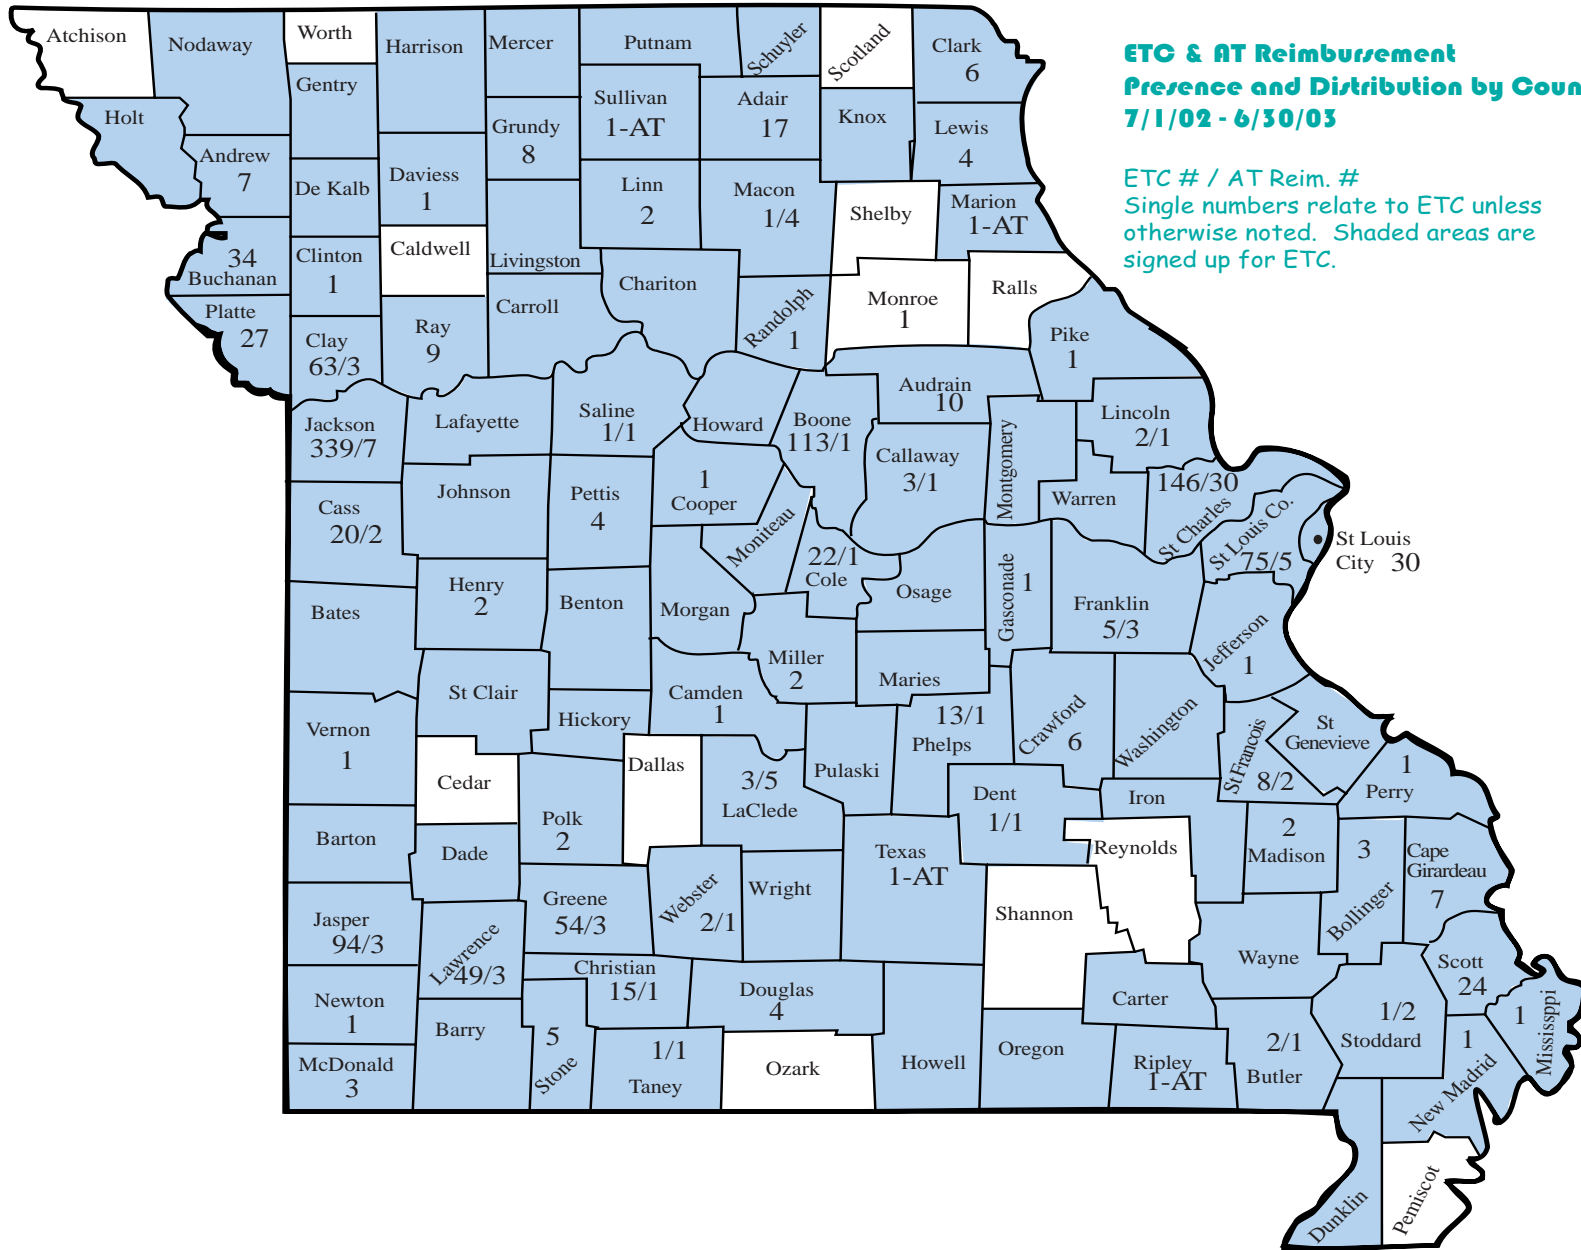 ETC & AT Reimbursement
Presence and Distribution by Coun
7/1/02 - 6/30/03
ETC # / AT Reim. #
Single numbers relate to ETC unless
otherwise noted. Shaded areas are
signed up for ETC.
Atchison
Nodaway
Worth
Harrison
Mercer
Putnam
Schuyler
Scotland
Clark
6
Holt
Gentry
Sullivan
1-AT
Adair
17
Knox
Lewis
4
Andrew
7
De Kalb
Daviess
1
Grundy
8
Linn
2
Macon
1/4
Shelby
Marion
1-AT
34
Buchanan
Clinton
1
Caldwell
Livingston
Chariton
Randolph
1
Monroe
1
Ralls
Platte
27
Clay
63/3
Ray
9
Carroll
Pike
1
Jackson
339/7
Lafayette
Saline
1/1
Howard
Boone
113/1
Audrain
10
Callaway
3/1
Montgomery
Lincoln
2/1
Warren
146/30
St Charles
St Louis Co.
75/5
St Louis
City 30
Cass
20/2
Johnson
Pettis
4
1
Cooper
Moniteau
22/1
Cole
Osage
Gasconade
1
Franklin
5/3
Jefferson
1
Bates
Henry
2
Benton
Morgan
Miller
2
Maries
St Clair
Hickory
Camden
1
Pulaski
13/1
Phelps
Crawford
6
Washington
St Francois
8/2
St
Genevieve
1
Perry
Vernon
1
Cedar
Polk
2
Dallas
3/5
LaClede
Dent
1/1
Iron
Reynolds
2
Madison
3
Bollinger
Cape
Girardeau
7
Barton
Dade
Greene
54/3
Webster
2/1
Wright
Texas
1-AT
Shannon
Wayne
Scott
24
Jasper
94/3
Lawrence
49/3
Christian
15/1
Douglas
4
Carter
1/2
Stoddard
1
Mississppi
Newton
1
Barry
5
Stone
1/1
Taney
Ozark
Howell
Oregon
Ripley
1-AT
2/1
Butler
1
New Madrid
McDonald
3
Dunklin
Pemiscot